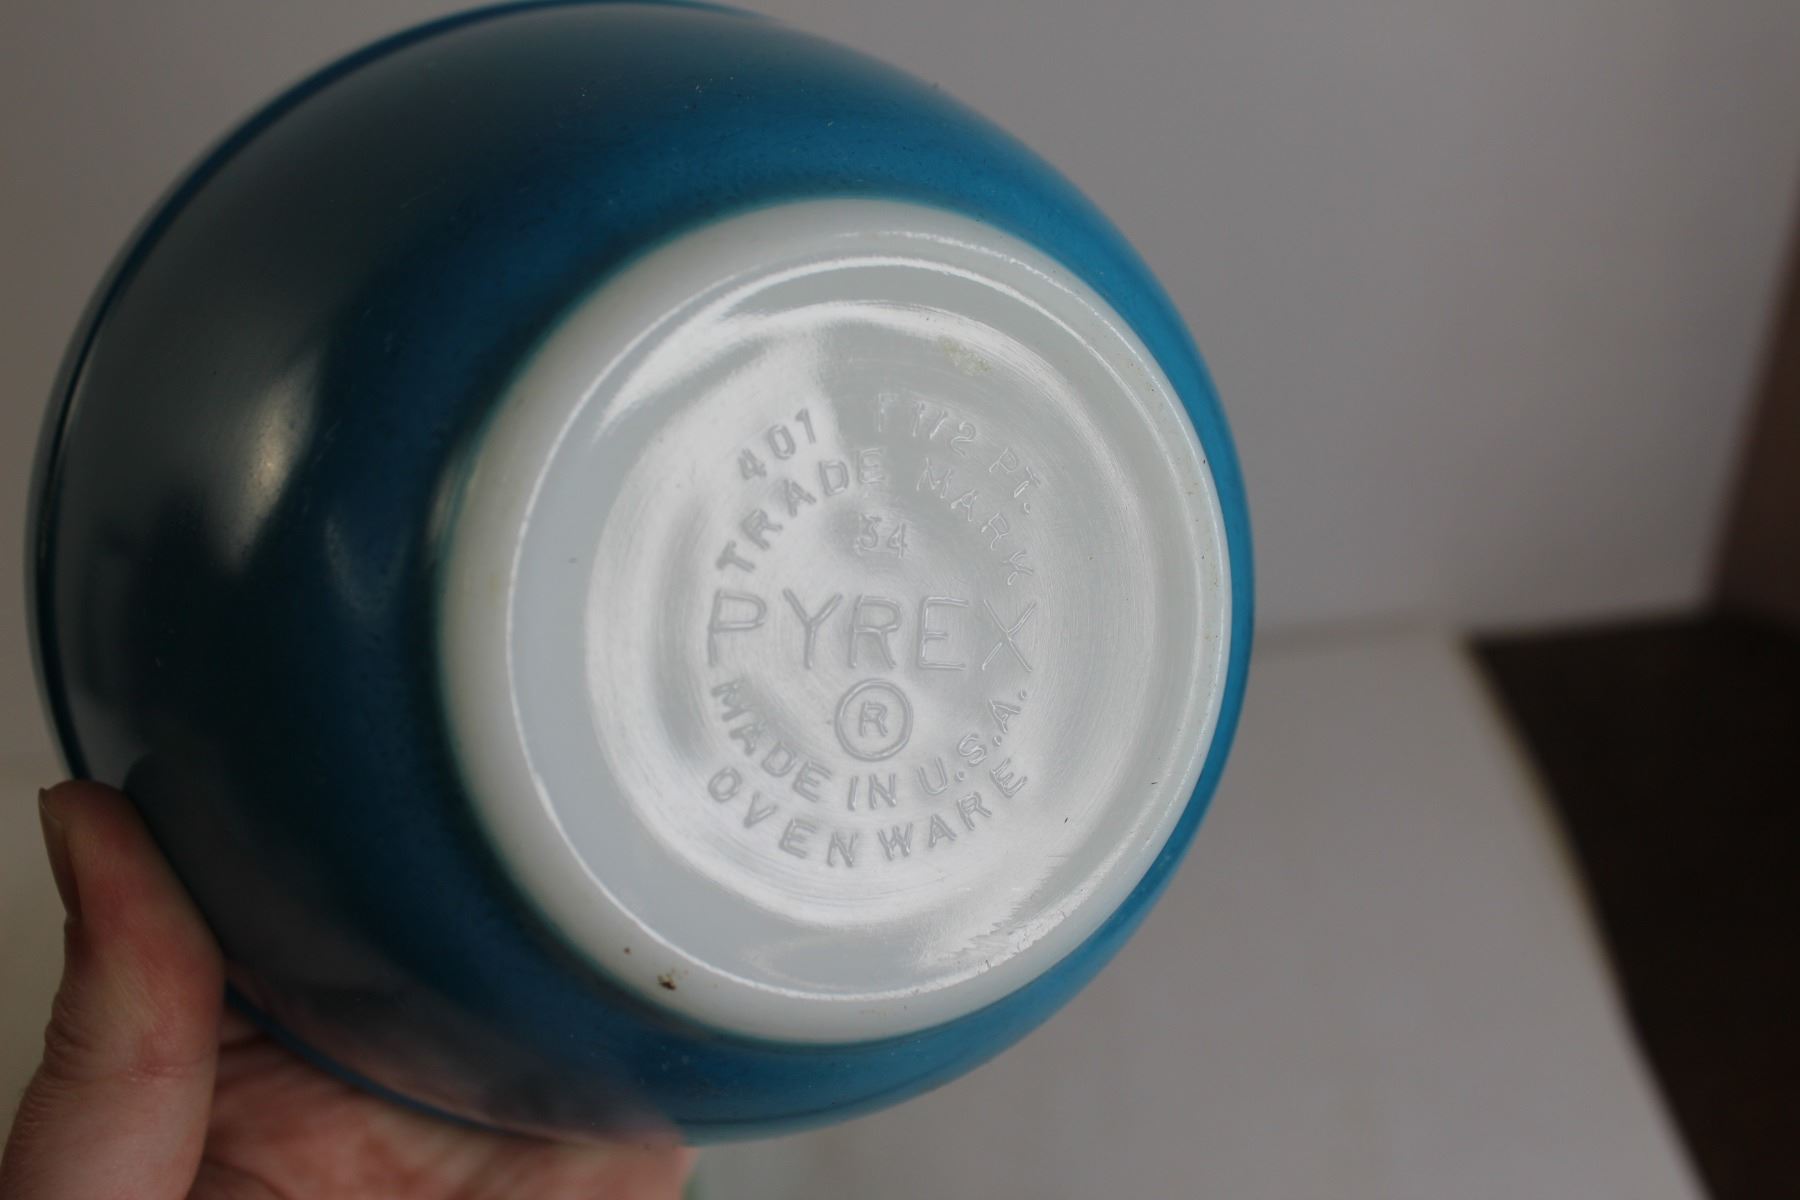 401 1 1/2 PT.
TRADE MARK
34
PYREX
®
MADE IN U.S.A.
OVENWARE